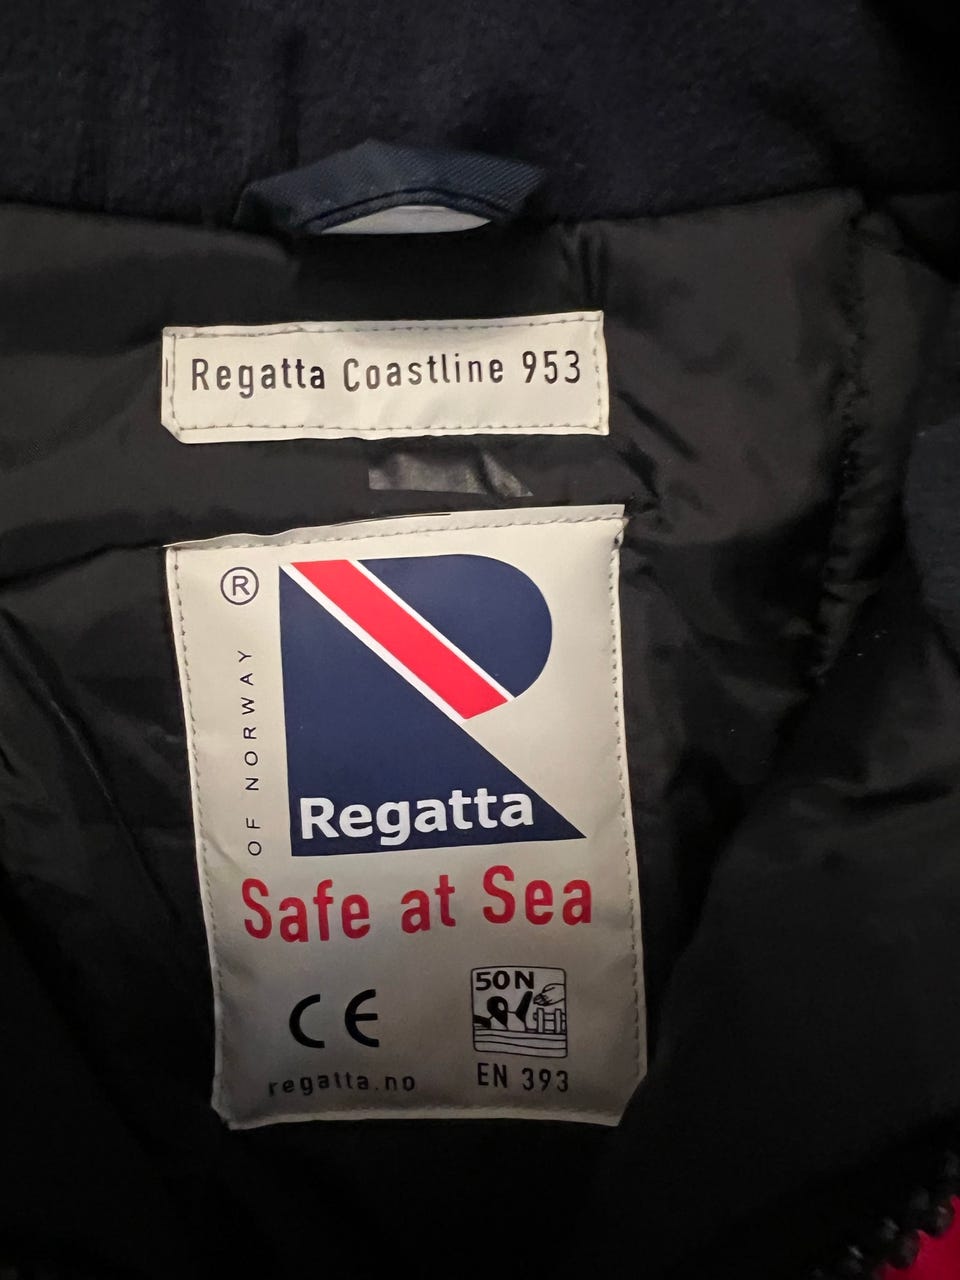 Regatta Coastline 953
®
OF NORWAY
Regatta
Safe at Sea
CE
50N
regatta.no
EN 393